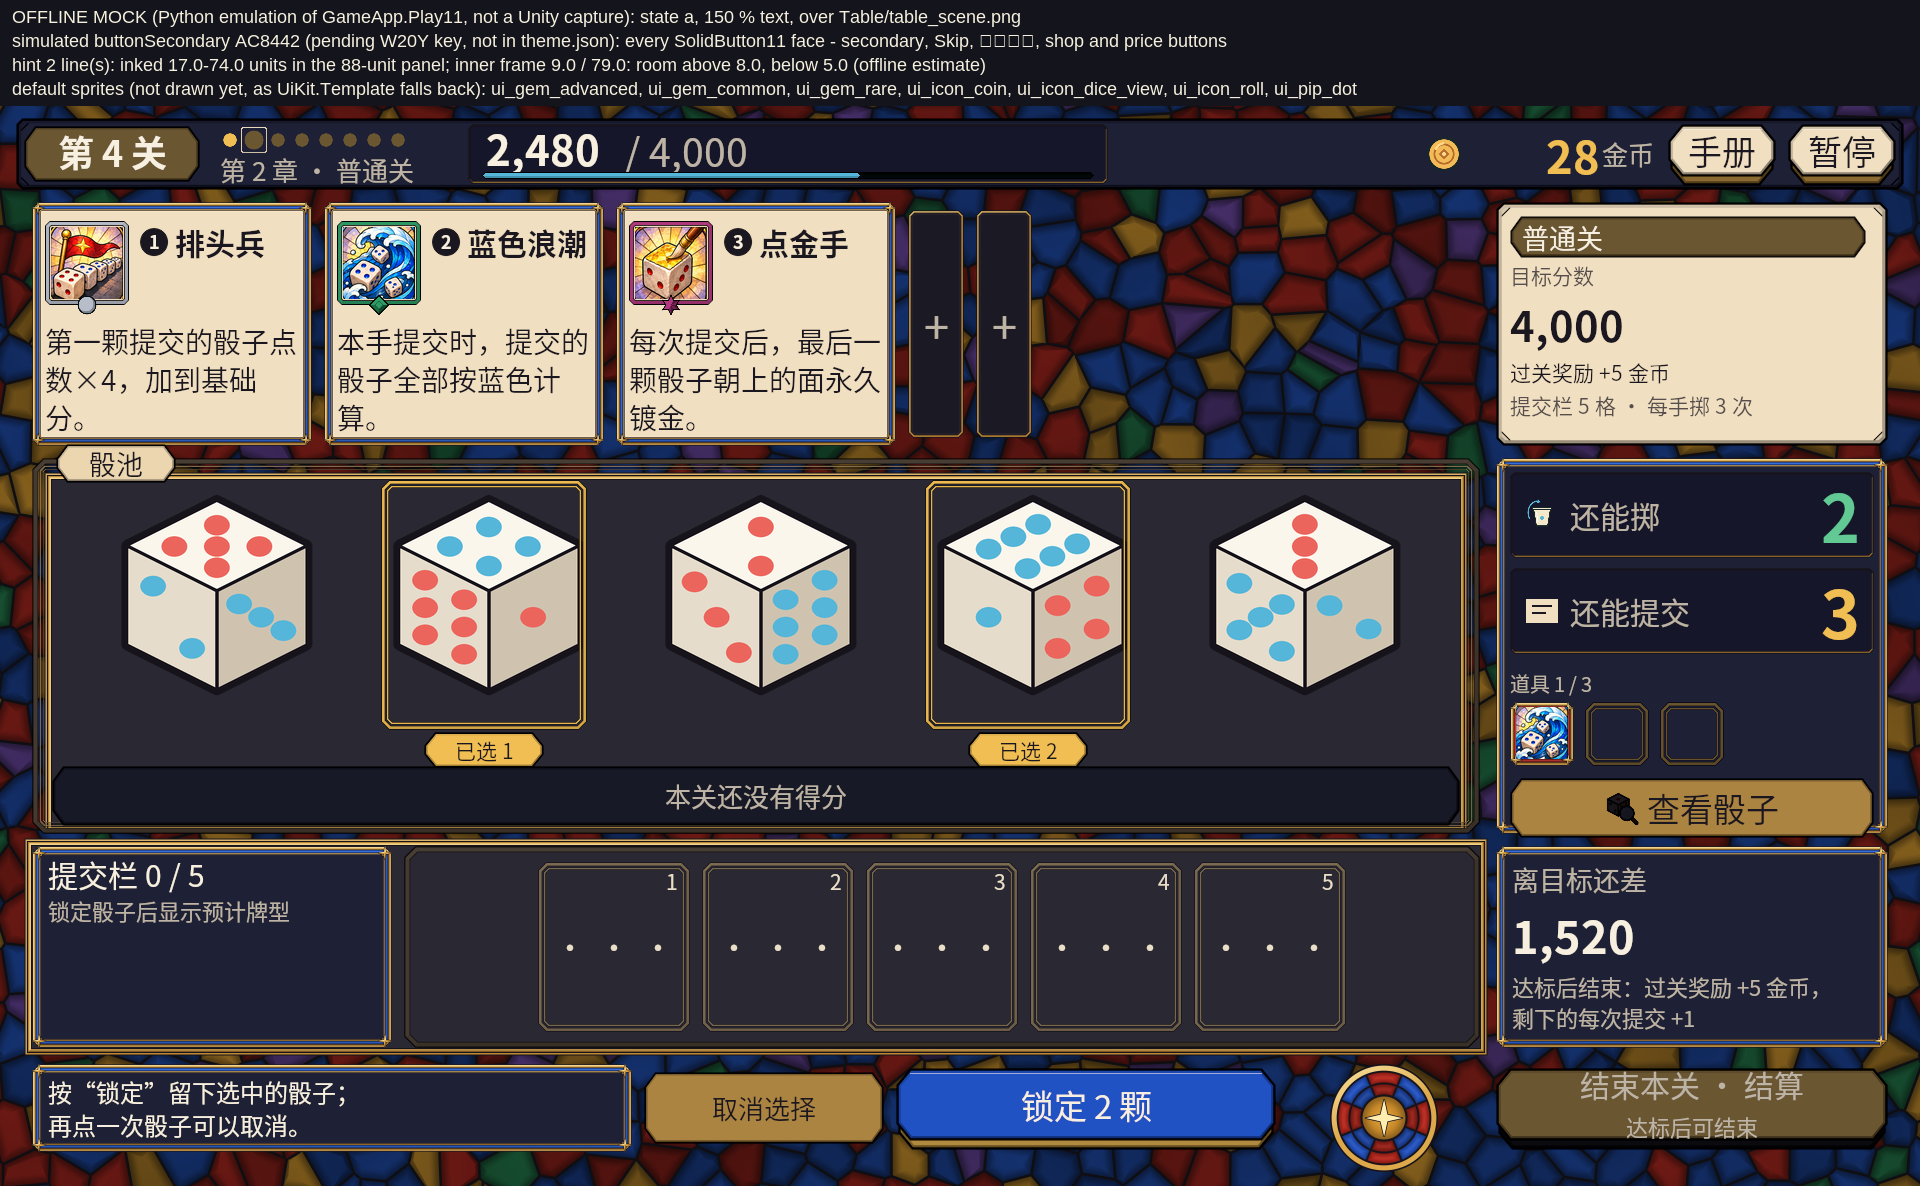 OFFLINE MOCK (Python emulation of GameApp.Play11, not a Unity capture): state a, 150 % text, over Table/table_scene.png
simulated buttonSecondary AC8442 (pending W20Y key, not in theme.json): every SolidButton11 face - secondary, Skip, □□□□, shop and price buttons
hint 2 line(s): inked 17.0-74.0 units in the 88-unit panel; inner frame 9.0 / 79.0: room above 8.0, below 5.0 (offline estimate)
default sprites (not drawn yet, as UiKit.Template falls back): ui_gem_advanced, ui_gem_common, ui_gem_rare, ui_icon_coin, ui_icon_dice_view, ui_icon_roll, ui_pip_dot
第 4 关
第 2 章 · 普通关
2,480 / 4,000
28 金币
手册
暂停
1 排头兵
第一颗提交的骰子点
数×4，加到基础
分。
2 蓝色浪潮
本手提交时，提交的
骰子全部按蓝色计
算。
3 点金手
每次提交后，最后一
颗骰子朝上的面永久
镀金。
+
+
普通关
目标分数
4,000
过关奖励 +5 金币
提交栏 5 格 · 每手掷 3 次
骰池
已选 1
已选 2
本关还没有得分
还能掷 2
还能提交 3
道具 1 / 3
查看骰子
提交栏 0 / 5
锁定骰子后显示预计牌型
1
2
3
4
5
离目标还差
1,520
达标后结束：过关奖励 +5 金币，
剩下的每次提交 +1
按“锁定”留下选中的骰子；
再点一次骰子可以取消。
取消选择
锁定 2 颗
结束本关 · 结算
达标后可结束